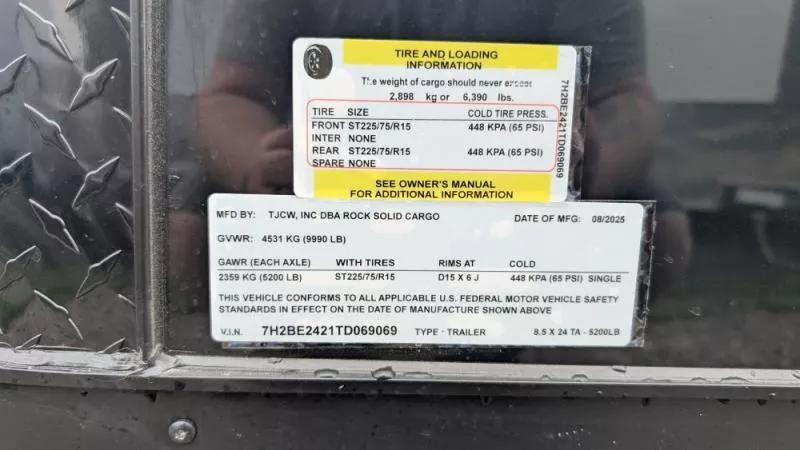 TIRE AND LOADING
INFORMATION
The weight of cargo should never exceed
2,898 kg or 6,390 lbs.
TIRE SIZE COLD TIRE PRESS.
FRONT ST225/75/R15 448 KPA (65 PSI)
INTER NONE
REAR ST225/75/R15 448 KPA (65 PSI)
SPARE NONE
SEE OWNER'S MANUAL
FOR ADDITIONAL INFORMATION
7H2BE2421TD069069
MFD BY: TJCW, INC DBA ROCK SOLID CARGO DATE OF MFG: 08/2025
GVWR: 4531 KG (9990 LB)
GAWR (EACH AXLE) WITH TIRES RIMS AT COLD
2359 KG (5200 LB) ST225/75/R15 D15 X 6 J 448 KPA (65 PSI) SINGLE
THIS VEHICLE CONFORMS TO ALL APPLICABLE U.S. FEDERAL MOTOR VEHICLE SAFETY
STANDARDS IN EFFECT ON THE DATE OF MANUFACTURE SHOWN ABOVE
V.I.N. 7H2BE2421TD069069 TYPE - TRAILER 8.5 X 24 TA - 5200LB